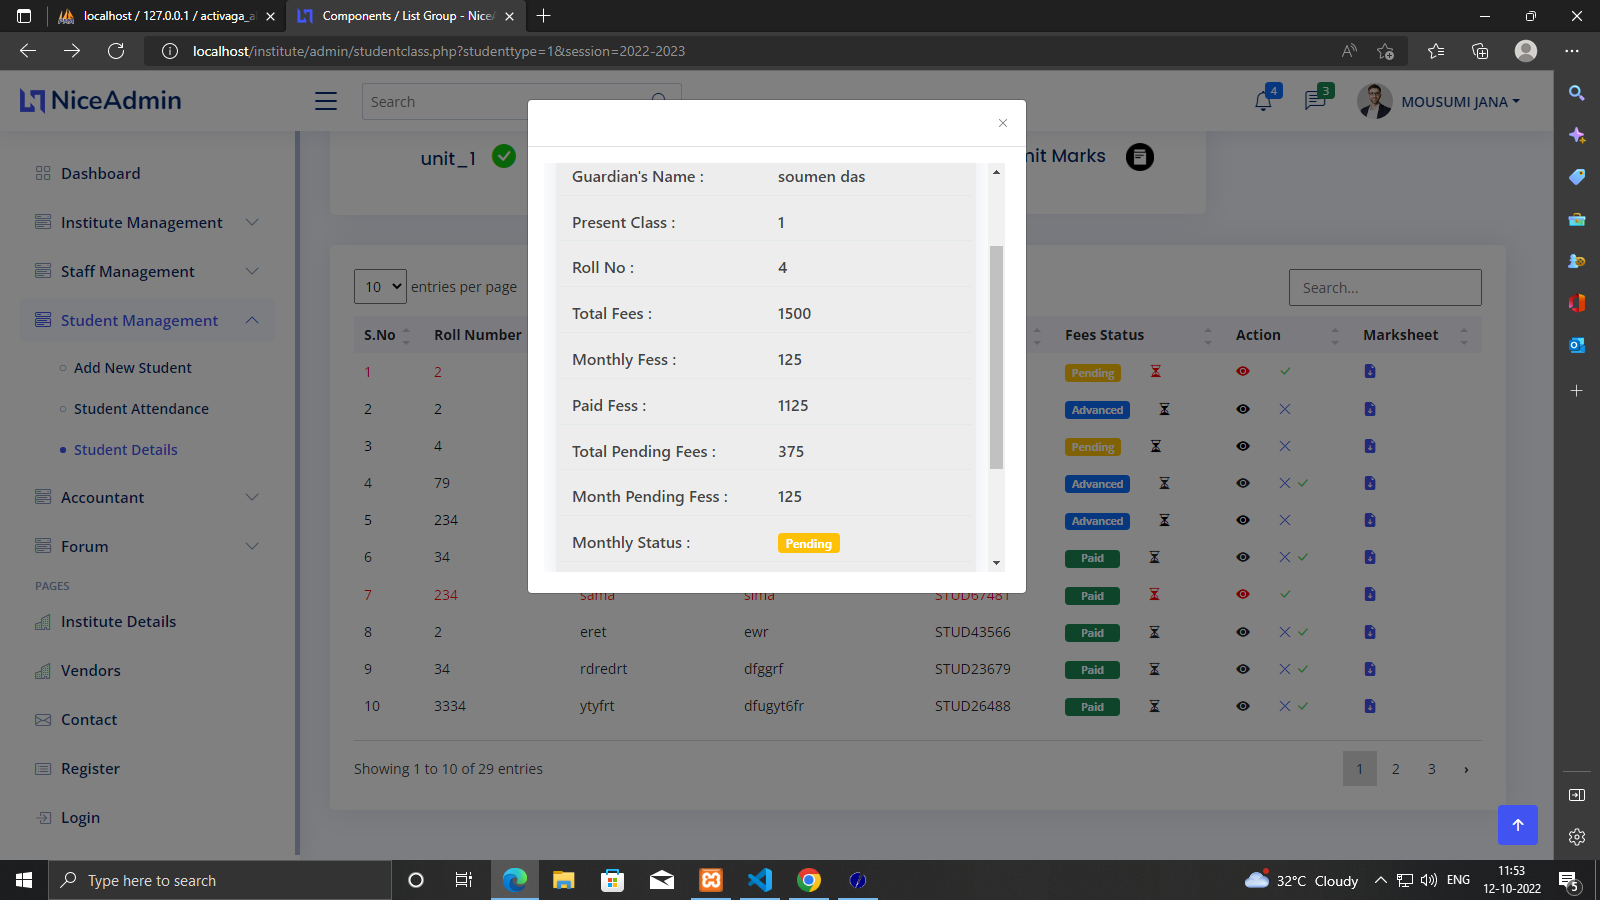 localhost / 127.0.0.1 / activaga_a
Components / List Group - Nice
localhost/institute/admin/studentclass.php?studenttype=1&session=2022-2023
NiceAdmin
Search
4
3
MOUSUMI JANA
Dashboard
Institute Management
Staff Management
Student Management
Add New Student
Student Attendance
Student Details
Accountant
Forum
PAGES
Institute Details
Vendors
Contact
Register
Login
unit_1
nit Marks
10 entries per page
Search...
S.No Roll Number Fees Status Action Marksheet
1 2 Pending
2 2 Advanced
3 4 Pending
4 79 Advanced
5 234 Advanced
6 34 Paid
7 234 sama sima STUD67481 Paid
8 2 eret ewr STUD43566 Paid
9 34 rdredrt dfggrf STUD23679 Paid
10 3334 ytyfrt dfugyt6fr STUD26488 Paid
Showing 1 to 10 of 29 entries
1 2 3 ›
×
Guardian's Name : soumen das
Present Class : 1
Roll No : 4
Total Fees : 1500
Monthly Fess : 125
Paid Fess : 1125
Total Pending Fees : 375
Month Pending Fess : 125
Monthly Status : Pending
Type here to search
32°C Cloudy
ENG
11:53
12-10-2022
5